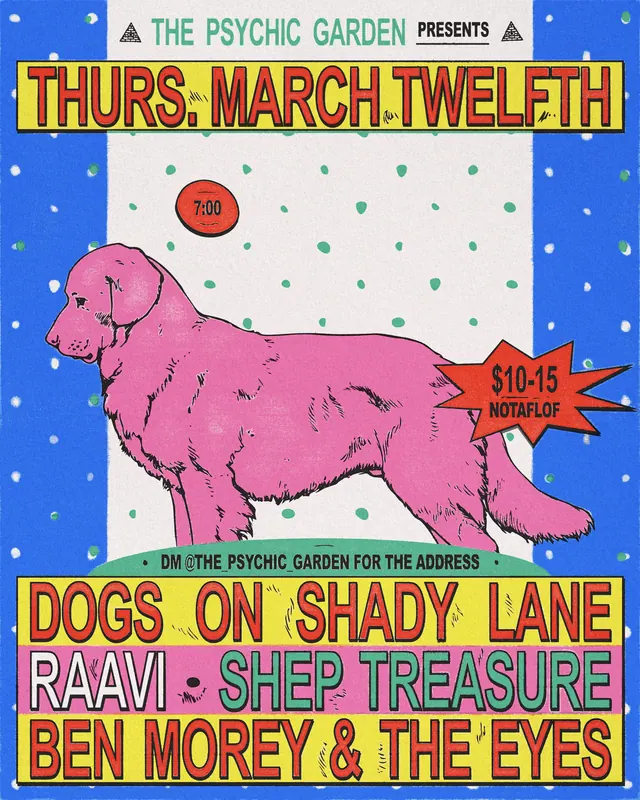 THE PSYCHIC GARDEN PRESENTS
THURS. MARCH TWELFTH
7:00
$10-15
NOTAFLOF
• DM @THE_PSYCHIC_GARDEN FOR THE ADDRESS •
DOGS ON SHADY LANE
RAAVI • SHEP TREASURE
BEN MOREY & THE EYES